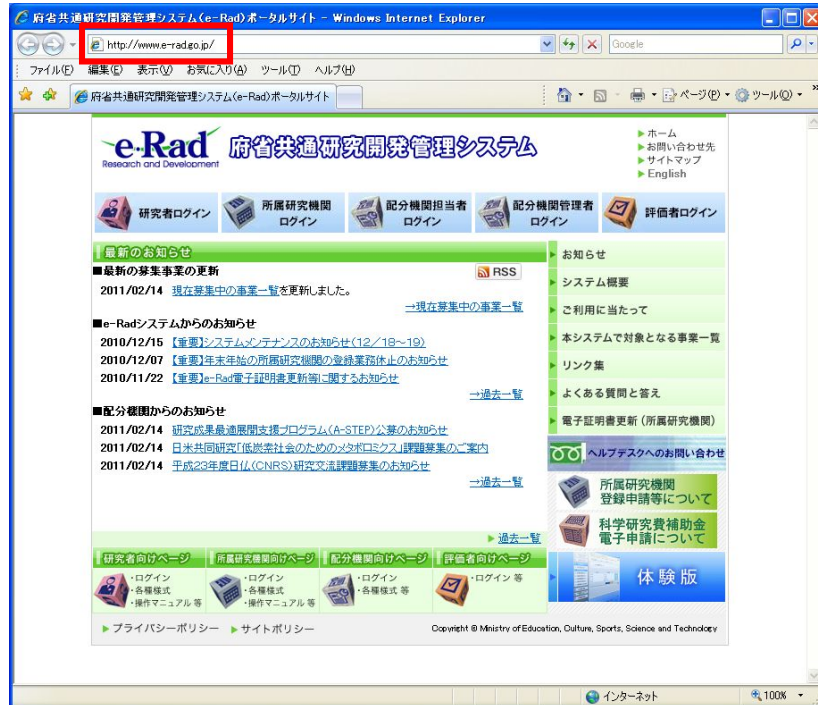 府省共通研究開発管理システム(e-Rad)ポータルサイト - Windows Internet Explorer
http://www.e-rad.go.jp/
Google
ファイル(F) 編集(E) 表示(V) お気に入り(A) ツール(T) ヘルプ(H)
府省共通研究開発管理システム(e-Rad)ポータルサイト
ページ(P) ツール(O)
e-Rad 府省共通研究開発管理システム
Research and Development
ホーム
お問い合わせ先
サイトマップ
English
研究者ログイン
所属研究機関
ログイン
配分機関担当者
ログイン
配分機関管理者
ログイン
評価者ログイン
最新のお知らせ
■最新の募集事業の更新
RSS
2011/02/14 現在募集中の事業一覧を更新しました。
→現在募集中の事業一覧
■e-Radシステムからのお知らせ
2010/12/15 【重要】システムメンテナンスのお知らせ(12/18～19)
2010/12/07 【重要】年末年始の所属研究機関の登録業務休止のお知らせ
2010/11/22 【重要】e-Rad電子証明書更新等に関するお知らせ
→過去一覧
■配分機関からのお知らせ
2011/02/14 研究成果最適展開支援プログラム(A-STEP)公募のお知らせ
2011/02/14 日米共同研究「低炭素社会のためのメタボロミクス」課題募集のご案内
2011/02/14 平成23年度日仏(CNRS)研究交流課題募集のお知らせ
→過去一覧
過去一覧
お知らせ
システム概要
ご利用に当たって
本システムで対象となる事業一覧
リンク集
よくある質問と答え
電子証明書更新(所属研究機関)
ヘルプデスクへのお問い合わせ
所属研究機関
登録申請等について
科学研究費補助金
電子申請について
体験版
研究者向けページ
・ログイン
・各種様式
・操作マニュアル 等
所属研究機関向けページ
・ログイン
・各種様式
・操作マニュアル 等
配分機関向けページ
・ログイン
・各種様式 等
評価者向けページ
・ログイン 等
プライバシーポリシー サイトポリシー
Copyright © Ministry of Education, Culture, Sports, Science and Technology
インターネット
100%